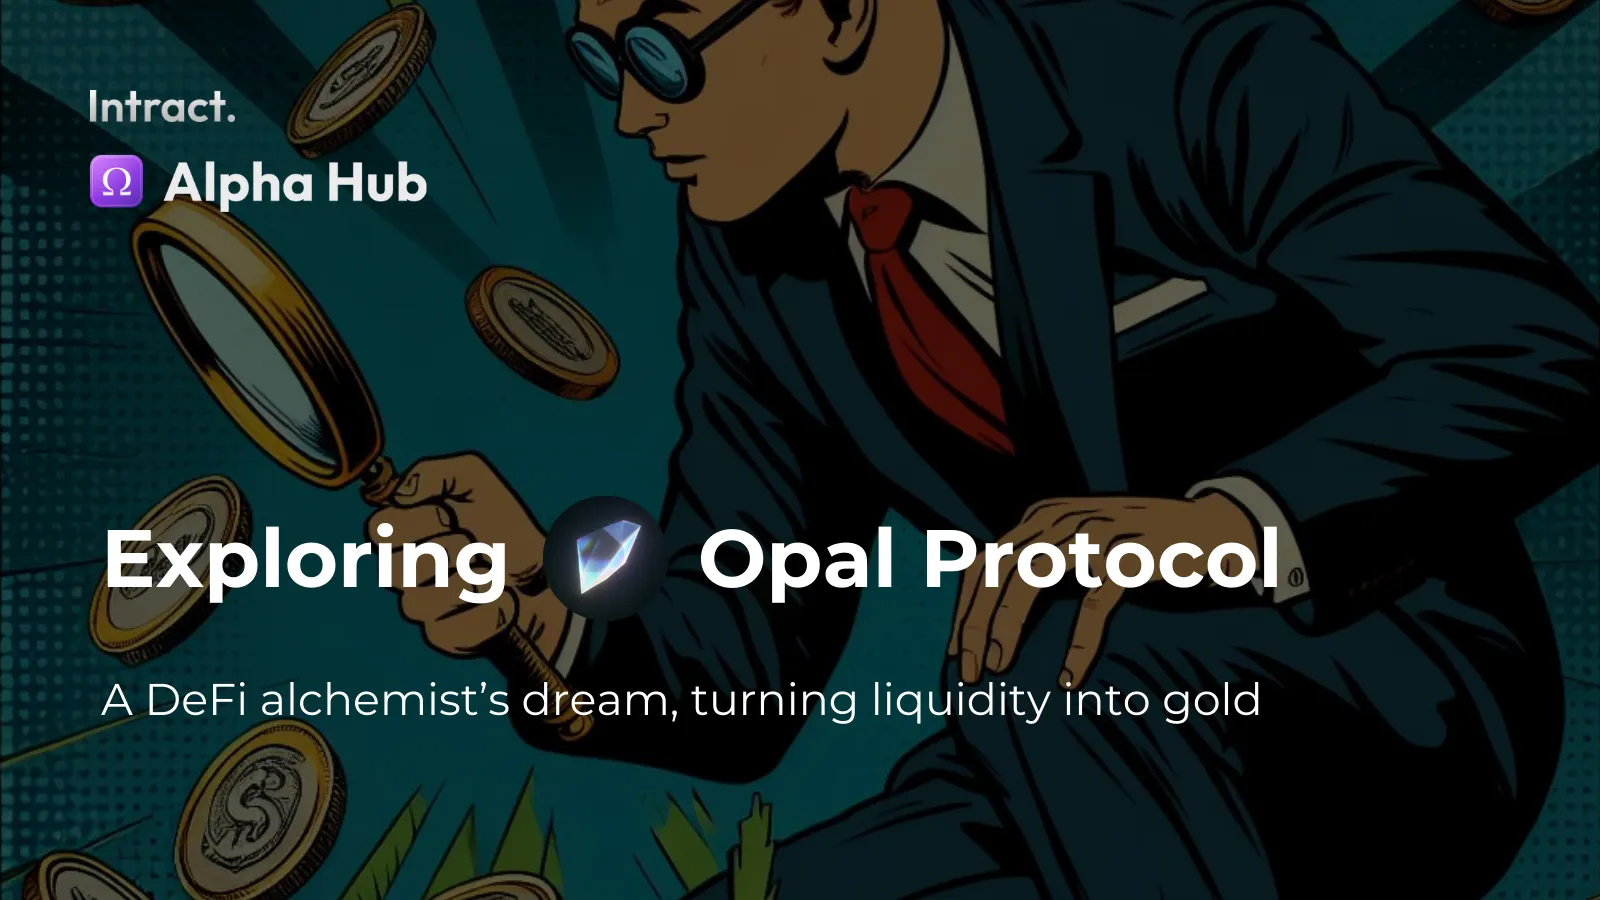 Intract.
Ω Alpha Hub
Exploring Opal Protocol
A DeFi alchemist’s dream, turning liquidity into gold